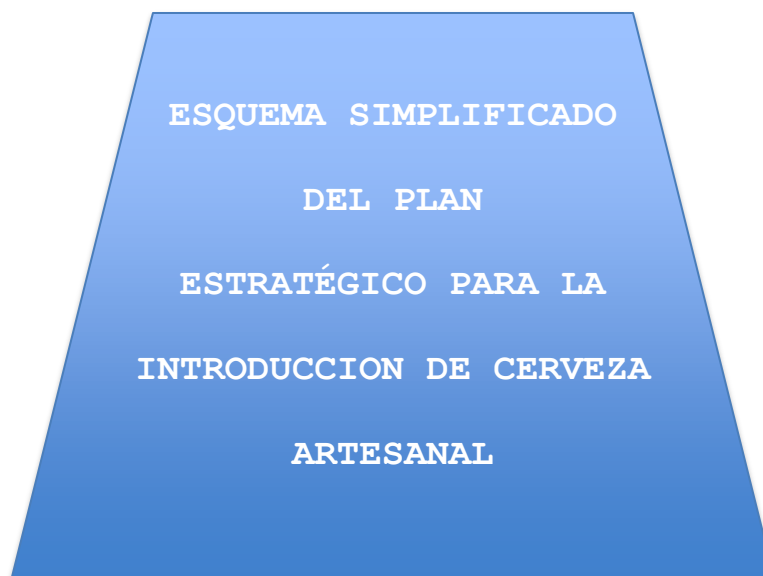 ESQUEMA SIMPLIFICADO
DEL PLAN
ESTRATÉGICO PARA LA
INTRODUCCION DE CERVEZA
ARTESANAL